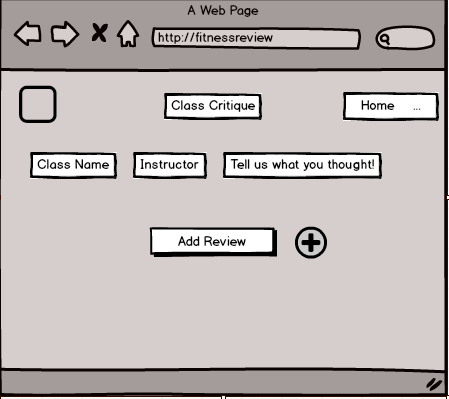 A Web Page
http://fitnessreview
Class Critique
Home ...
Class Name
Instructor
Tell us what you thought!
Add Review